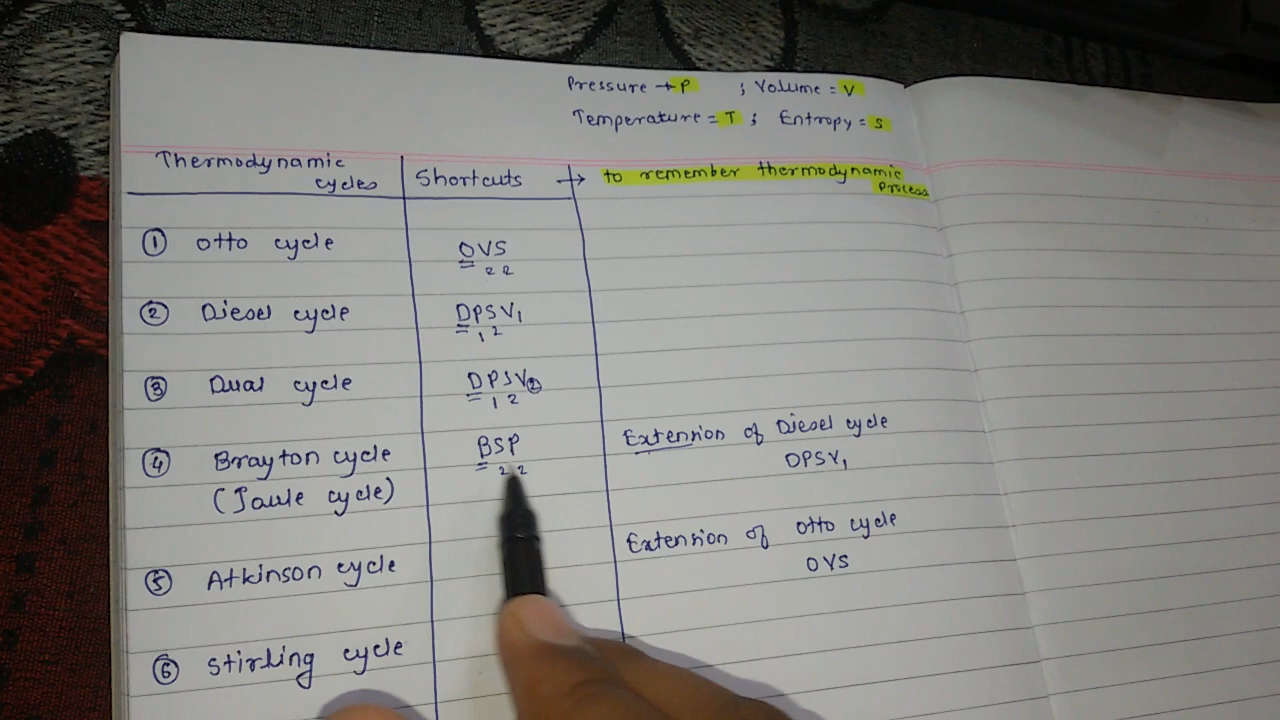 Pressure → P ; Volume = V
Temperature = T ; Entropy = S
Thermodynamic cycles
Shortcuts → to remember thermodynamic Process
① Otto cycle
OVS
2 2
② Diesel cycle
DPSV1
1 2
③ Dual cycle
DPSV②
1 2
④ Brayton cycle
(Joule cycle)
BSP
2 2
Extension of Diesel cycle
DPSV1
⑤ Atkinson cycle
Extension of Otto cycle
OVS
⑥ Stirling cycle